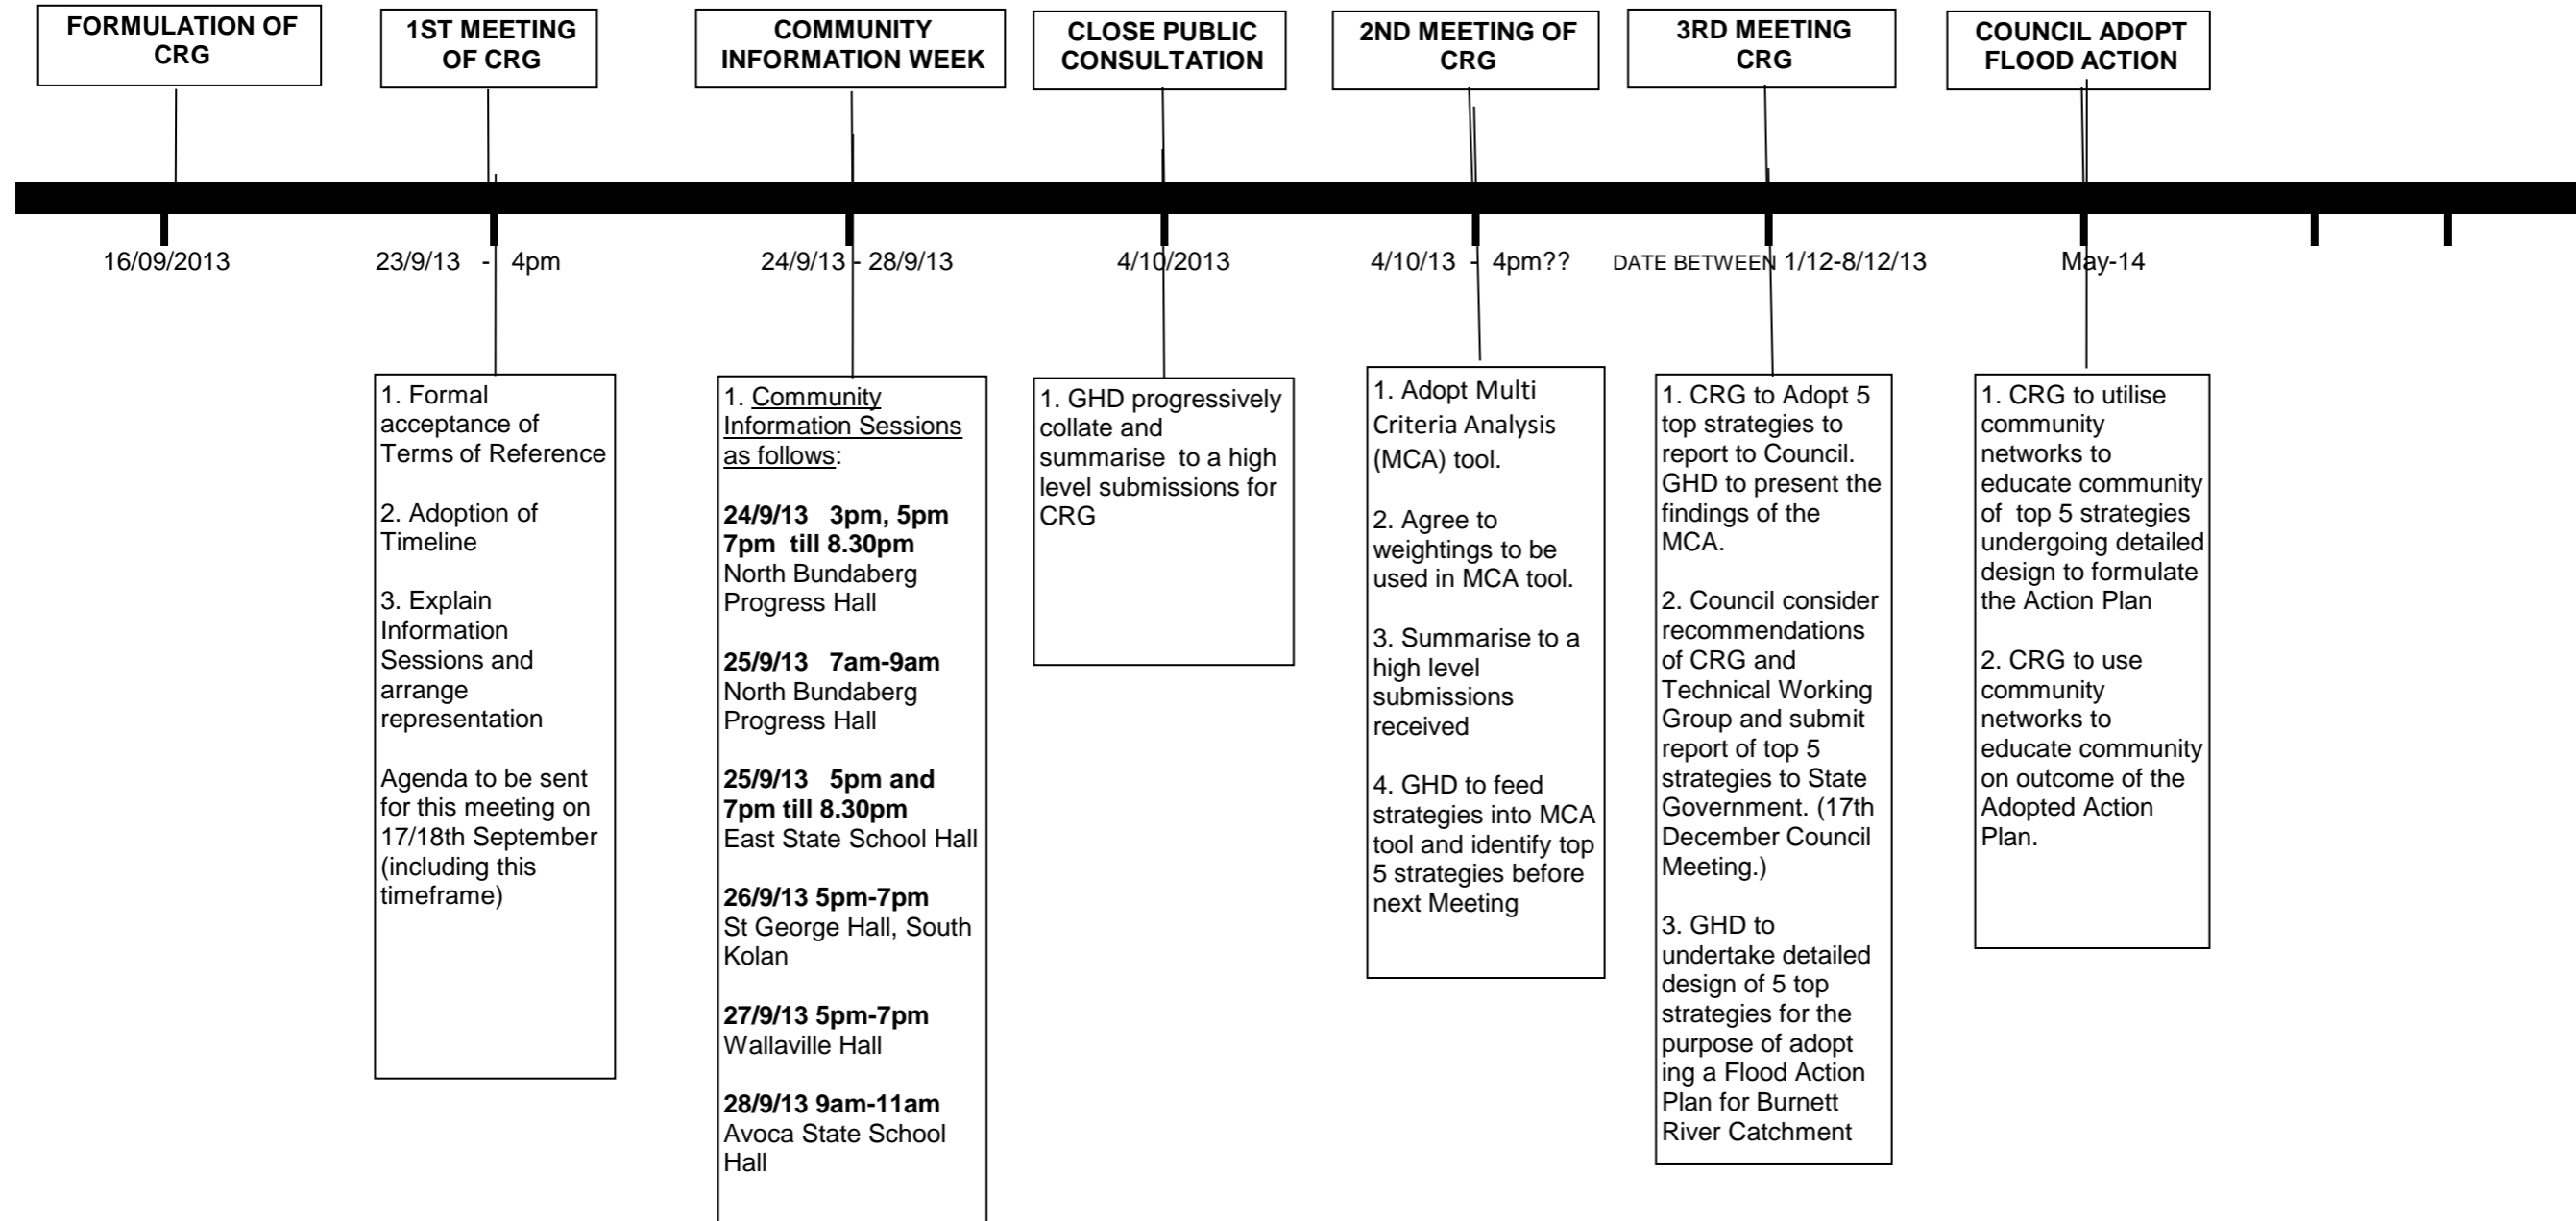 FORMULATION OF
CRG
1ST MEETING
OF CRG
COMMUNITY
INFORMATION WEEK
CLOSE PUBLIC
CONSULTATION
2ND MEETING OF
CRG
3RD MEETING
CRG
COUNCIL ADOPT
FLOOD ACTION
16/09/2013
23/9/13 - 4pm
24/9/13 - 28/9/13
4/10/2013
4/10/13 - 4pm??
DATE BETWEEN 1/12-8/12/13
May-14
1. Formal
acceptance of
Terms of Reference
2. Adoption of
Timeline
3. Explain
Information
Sessions and
arrange
representation
Agenda to be sent
for this meeting on
17/18th September
(including this
timeframe)
1. Community
Information Sessions
as follows:
24/9/13 3pm, 5pm
7pm till 8.30pm
North Bundaberg
Progress Hall
25/9/13 7am-9am
North Bundaberg
Progress Hall
25/9/13 5pm and
7pm till 8.30pm
East State School Hall
26/9/13 5pm-7pm
St George Hall, South
Kolan
27/9/13 5pm-7pm
Wallaville Hall
28/9/13 9am-11am
Avoca State School
Hall
1. GHD progressively
collate and
summarise to a high
level submissions for
CRG
1. Adopt Multi
Criteria Analysis
(MCA) tool.
2. Agree to
weightings to be
used in MCA tool.
3. Summarise to a
high level
submissions
received
4. GHD to feed
strategies into MCA
tool and identify top
5 strategies before
next Meeting
1. CRG to Adopt 5
top strategies to
report to Council.
GHD to present the
findings of the
MCA.
2. Council consider
recommendations
of CRG and
Technical Working
Group and submit
report of top 5
strategies to State
Government. (17th
December Council
Meeting.)
3. GHD to
undertake detailed
design of 5 top
strategies for the
purpose of adopt
ing a Flood Action
Plan for Burnett
River Catchment
1. CRG to utilise
community
networks to
educate community
of top 5 strategies
undergoing detailed
design to formulate
the Action Plan
2. CRG to use
community
networks to
educate community
on outcome of the
Adopted Action
Plan.